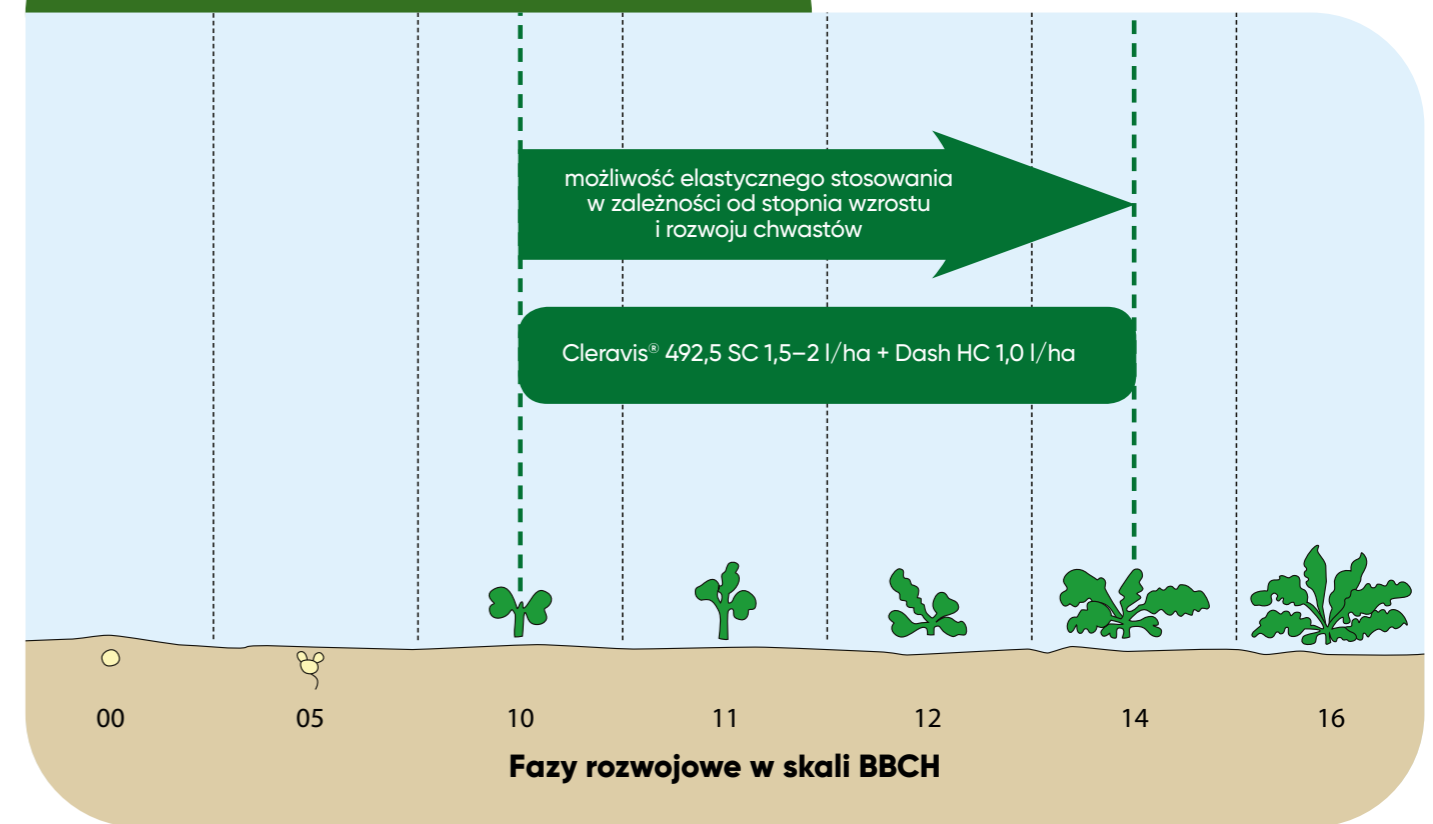 możliwość elastycznego stosowania
w zależności od stopnia wzrostu
i rozwoju chwastów
Cleravis® 492,5 SC 1,5–2 l/ha + Dash HC 1,0 l/ha
00 05 10 11 12 14 16
Fazy rozwojowe w skali BBCH